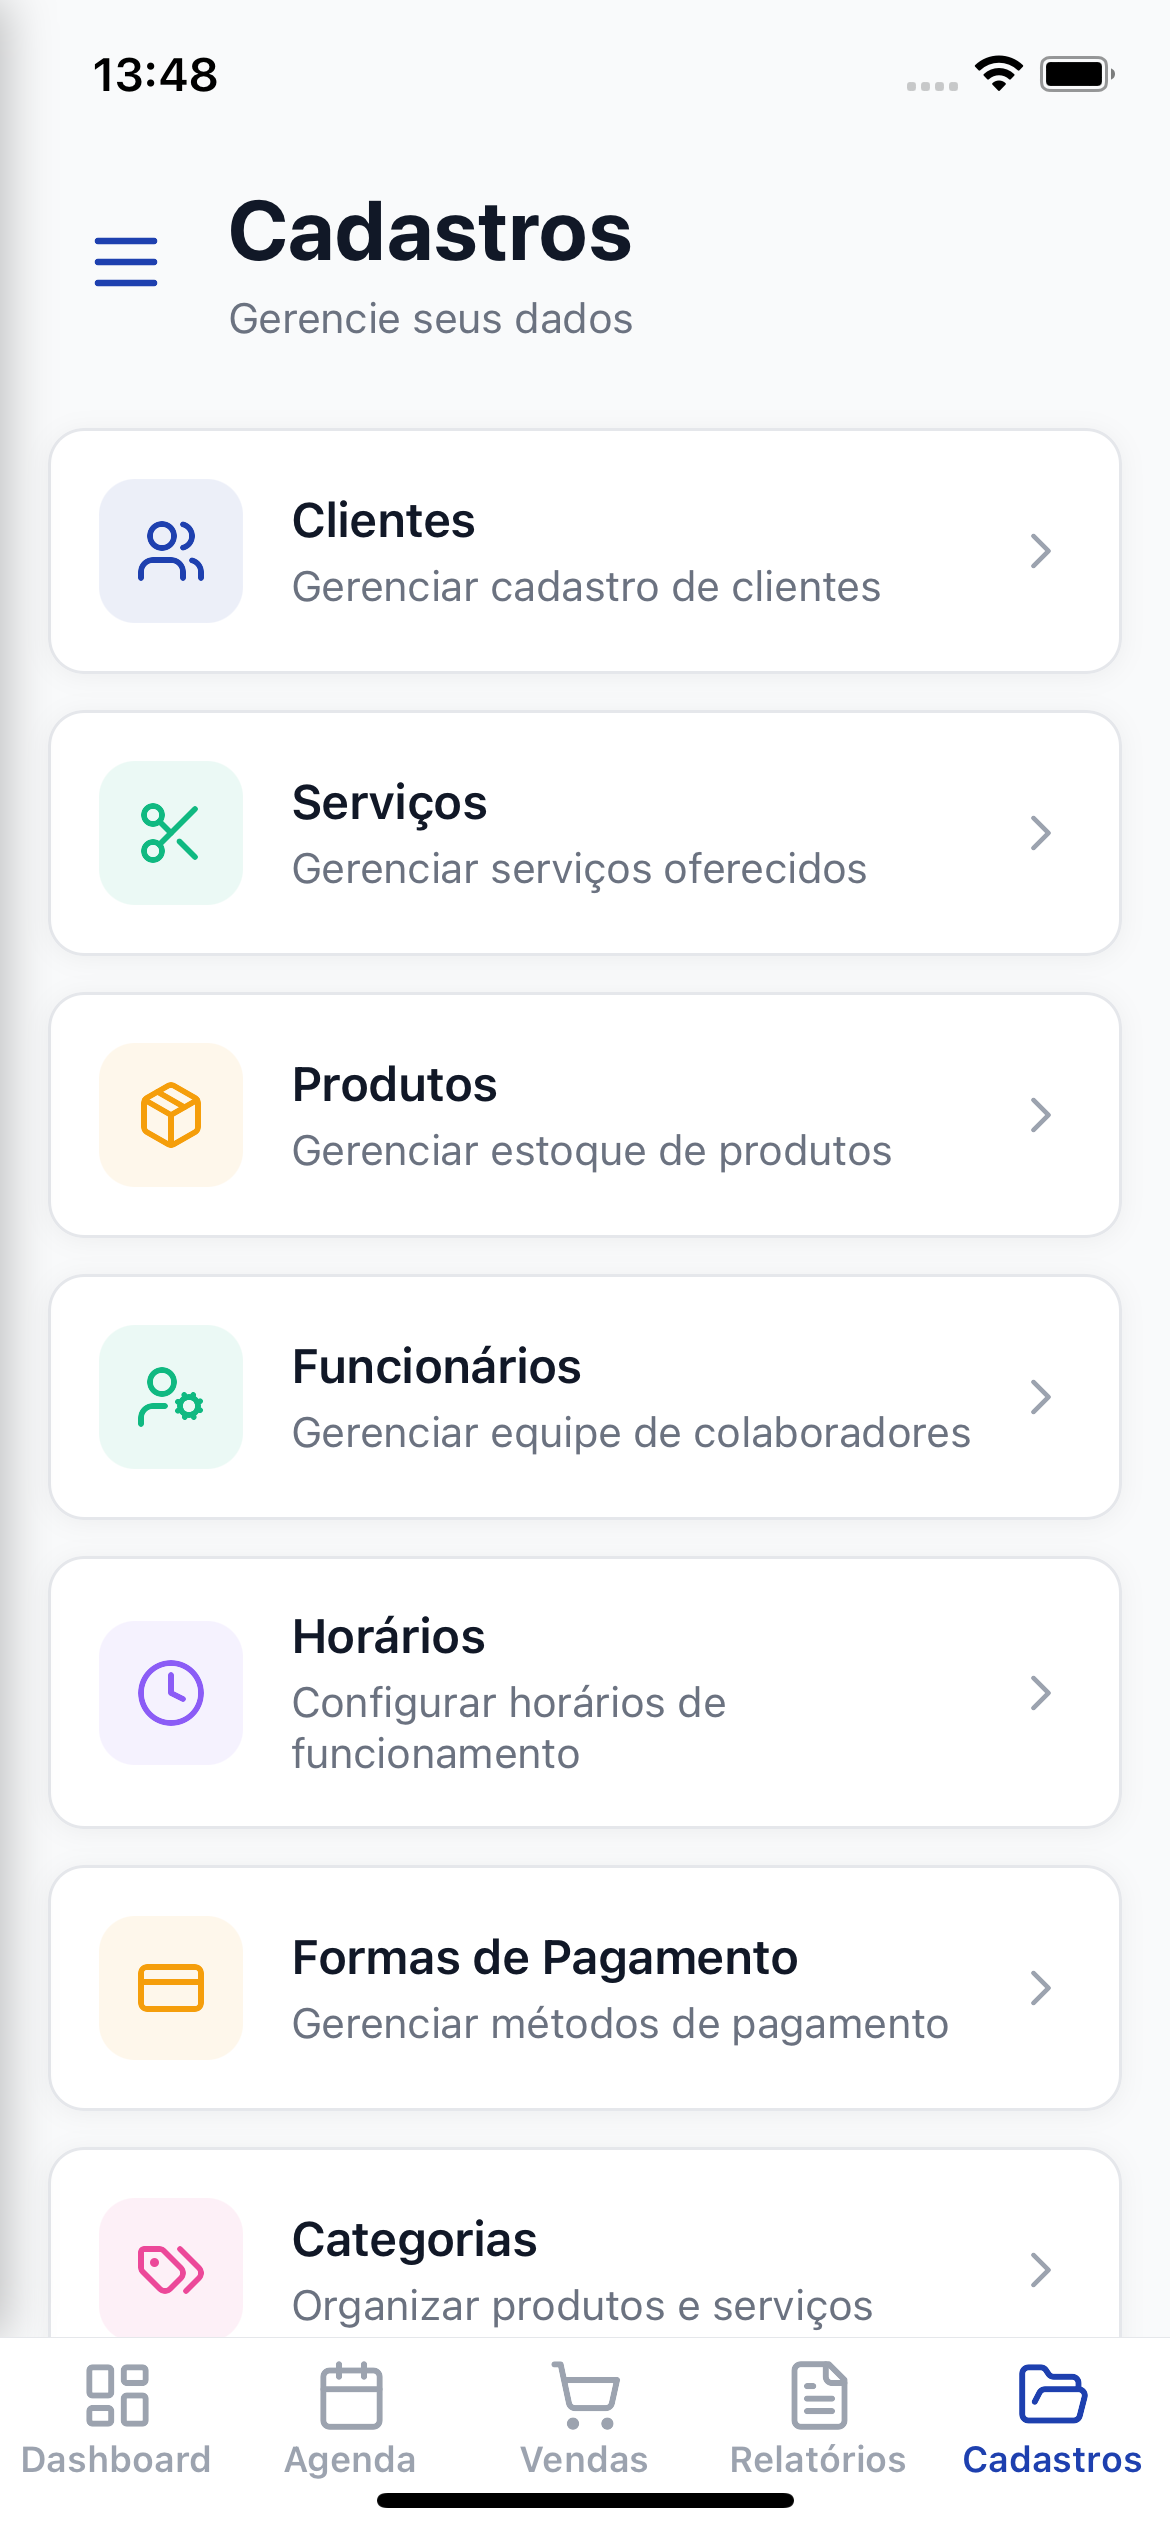 13:48
Cadastros
Gerencie seus dados
Clientes
Gerenciar cadastro de clientes
Serviços
Gerenciar serviços oferecidos
Produtos
Gerenciar estoque de produtos
Funcionários
Gerenciar equipe de colaboradores
Horários
Configurar horários de
funcionamento
Formas de Pagamento
Gerenciar métodos de pagamento
Categorias
Organizar produtos e serviços
Dashboard
Agenda
Vendas
Relatórios
Cadastros